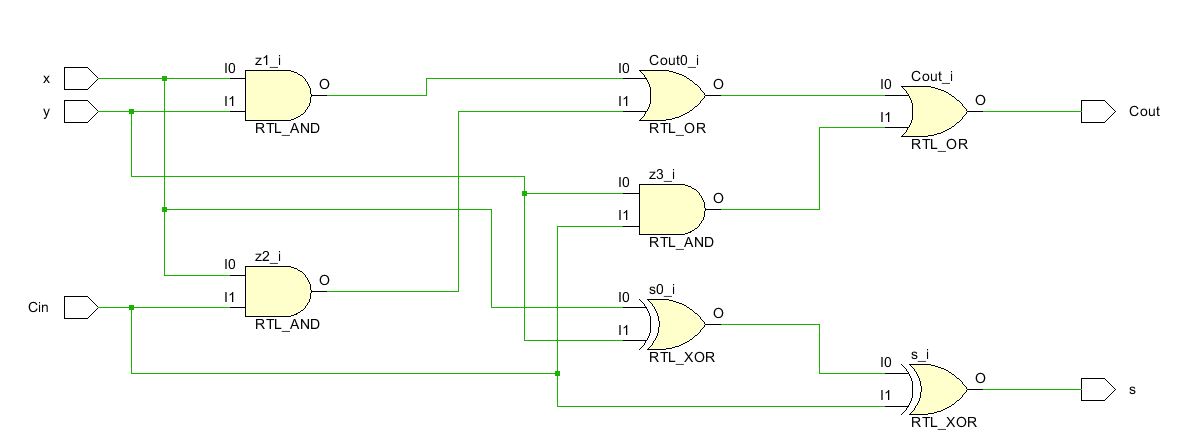 z1_i
Cout0_i
Cout_i
x
I0
O
I0
O
I0
O
Cout
y
I1
I1
I1
RTL_AND
RTL_OR
RTL_OR
z3_i
I0
O
I1
RTL_AND
z2_i
I0
O
Cin
I1
RTL_AND
s0_i
I0
O
I1
RTL_XOR
s_i
I0
O
s
I1
RTL_XOR